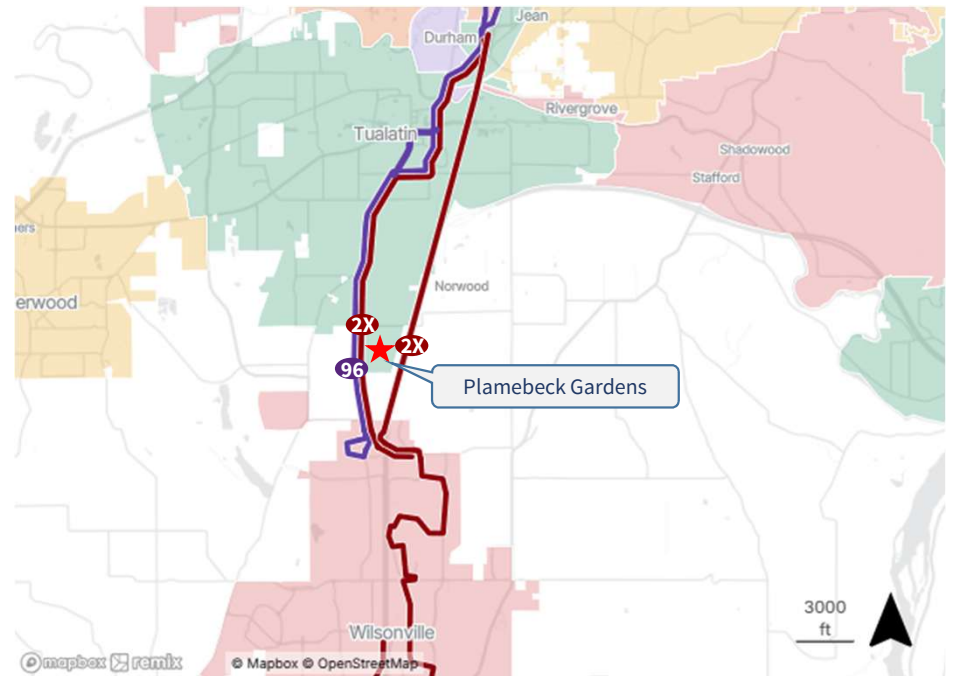 Jean
Durham
Rivergrove
Tualatin
Shadowood
Stafford
ers
erwood
Norwood
2X
2X
96
Plamebeck Gardens
3000
ft
Wilsonville
mapbox remix
© Mapbox © OpenStreetMap